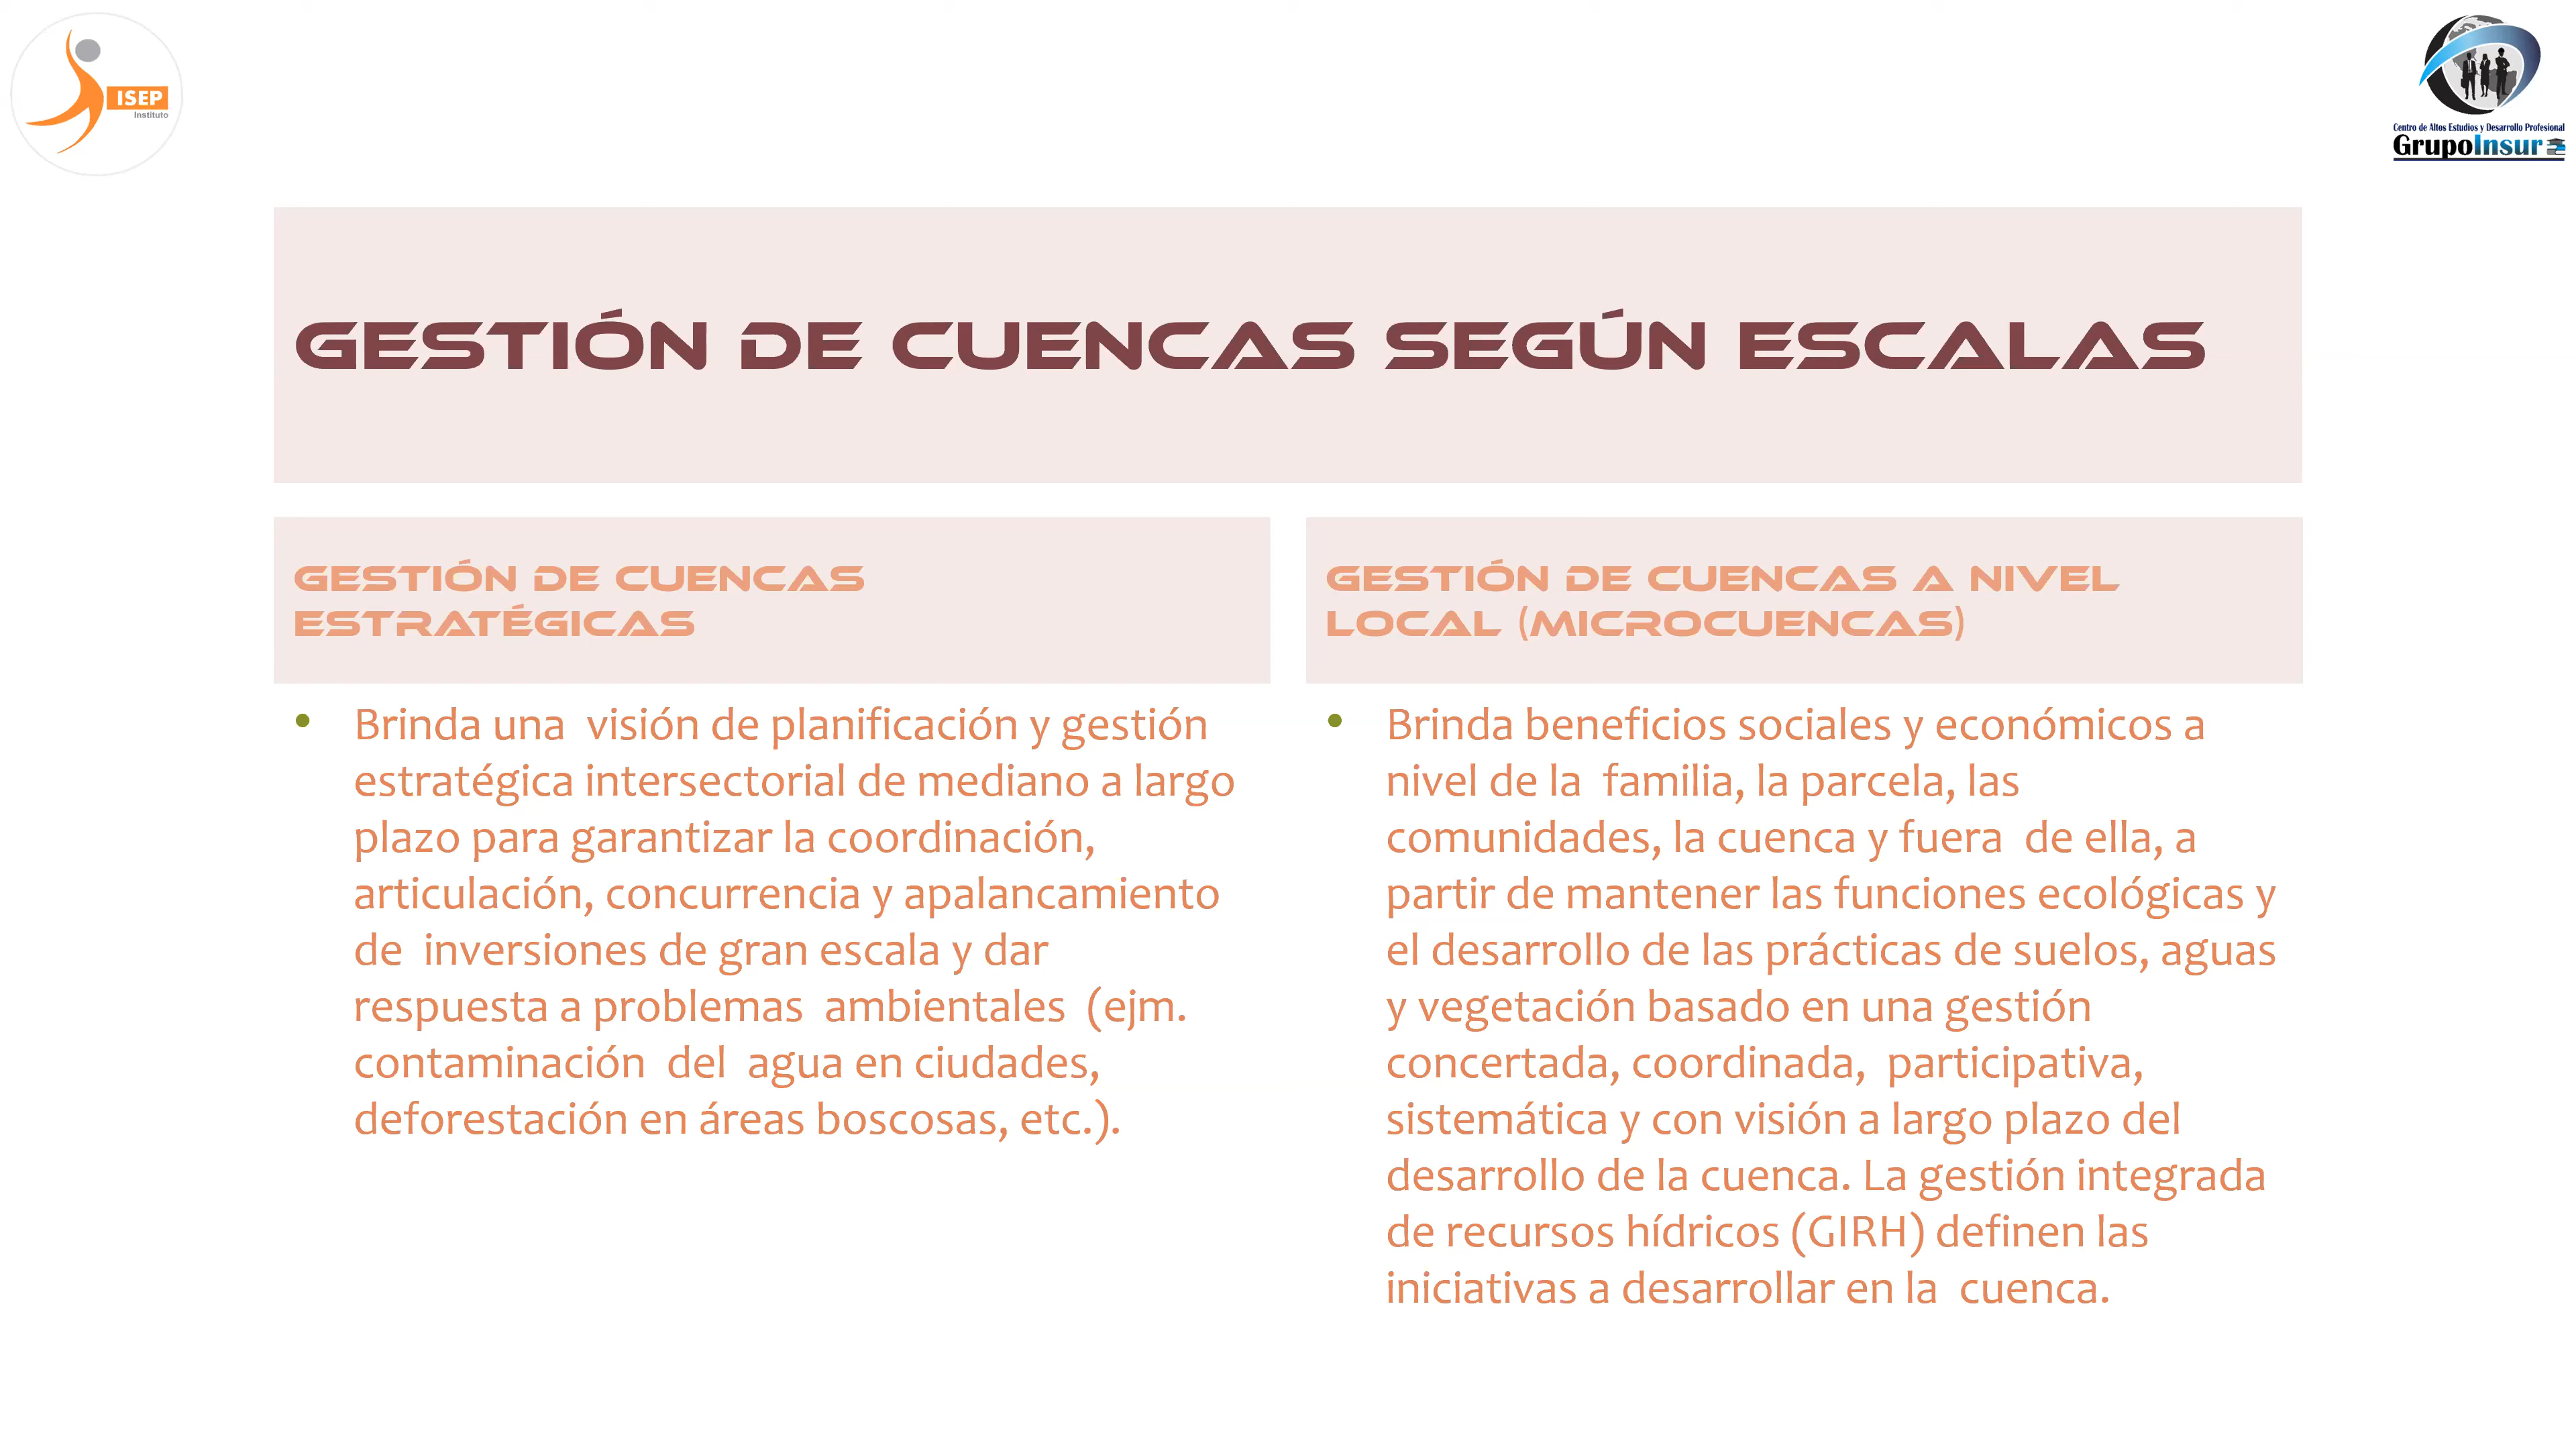 ISEP
Instituto
Centro de Altos Estudios y Desarrollo Profesional
GrupoInsur
GESTIÓN DE CUENCAS SEGÚN ESCALAS
GESTIÓN DE CUENCAS
ESTRATÉGICAS
• Brinda una visión de planificación y gestión
estratégica intersectorial de mediano a largo
plazo para garantizar la coordinación,
articulación, concurrencia y apalancamiento
de inversiones de gran escala y dar
respuesta a problemas ambientales (ejm.
contaminación del agua en ciudades,
deforestación en áreas boscosas, etc.).
GESTIÓN DE CUENCAS A NIVEL
LOCAL (MICROCUENCAS)
• Brinda beneficios sociales y económicos a
nivel de la familia, la parcela, las
comunidades, la cuenca y fuera de ella, a
partir de mantener las funciones ecológicas y
el desarrollo de las prácticas de suelos, aguas
y vegetación basado en una gestión
concertada, coordinada, participativa,
sistemática y con visión a largo plazo del
desarrollo de la cuenca. La gestión integrada
de recursos hídricos (GIRH) definen las
iniciativas a desarrollar en la cuenca.